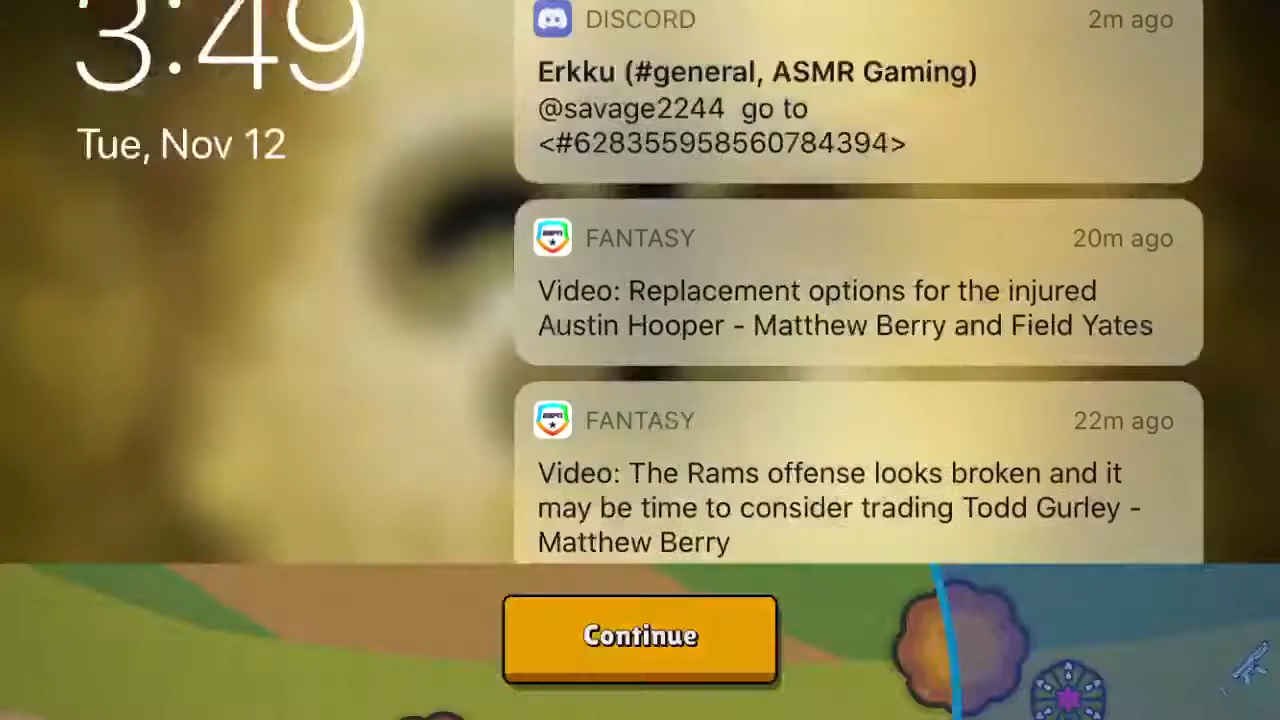 3:49
Tue, Nov 12
DISCORD
2m ago
Erkku (#general, ASMR Gaming)
@savage2244 go to
<#628355958560784394>
FANTASY
20m ago
Video: Replacement options for the injured
Austin Hooper - Matthew Berry and Field Yates
FANTASY
22m ago
Video: The Rams offense looks broken and it
may be time to consider trading Todd Gurley -
Matthew Berry
Continue